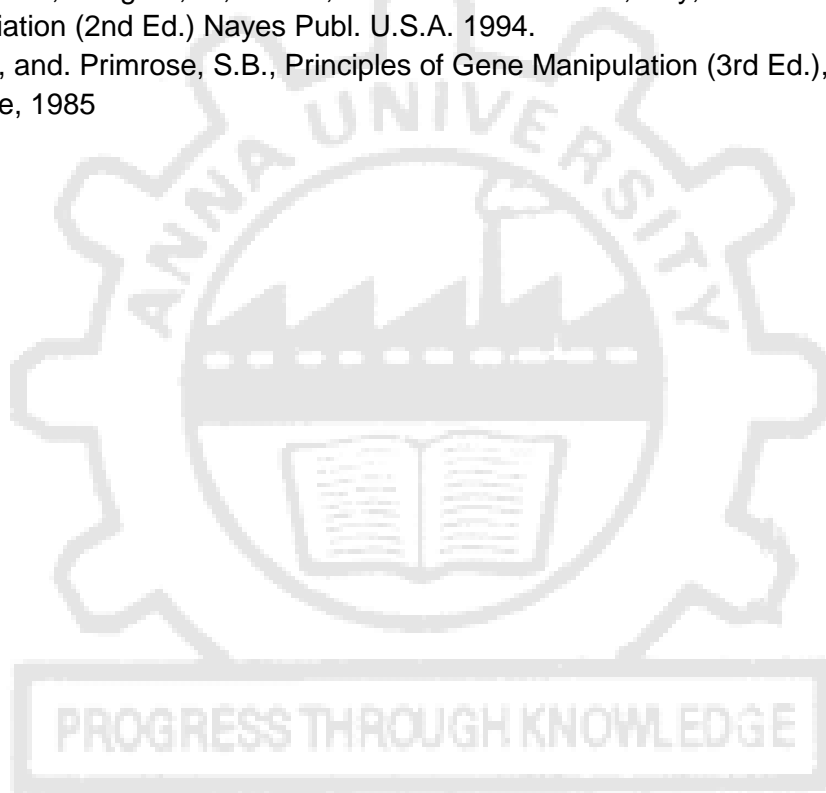 iation (2nd Ed.) Nayes Publ. U.S.A. 1994.
, and. Primrose, S.B., Principles of Gene Manipulation (3rd Ed.),
e, 1985
ANNA UNIVERSITY
PROGRESS THROUGH KNOWLEDGE